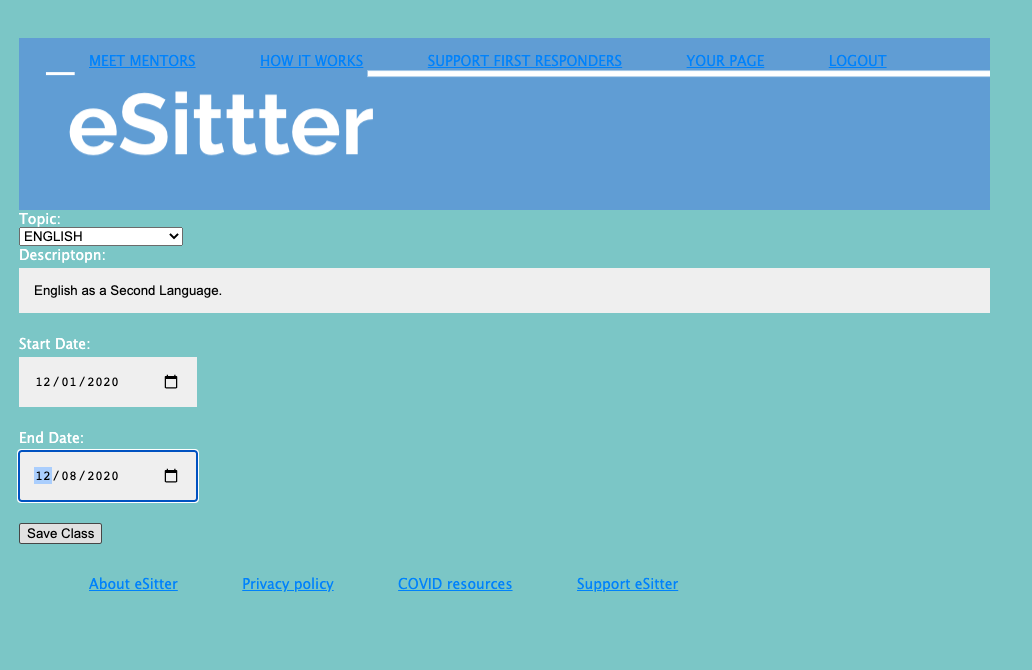 MEET MENTORS HOW IT WORKS SUPPORT FIRST RESPONDERS YOUR PAGE LOGOUT
eSittter
Topic:
ENGLISH
Descriptopn:
English as a Second Language.
Start Date:
12/01/2020
End Date:
12/08/2020
Save Class
About eSitter Privacy policy COVID resources Support eSitter